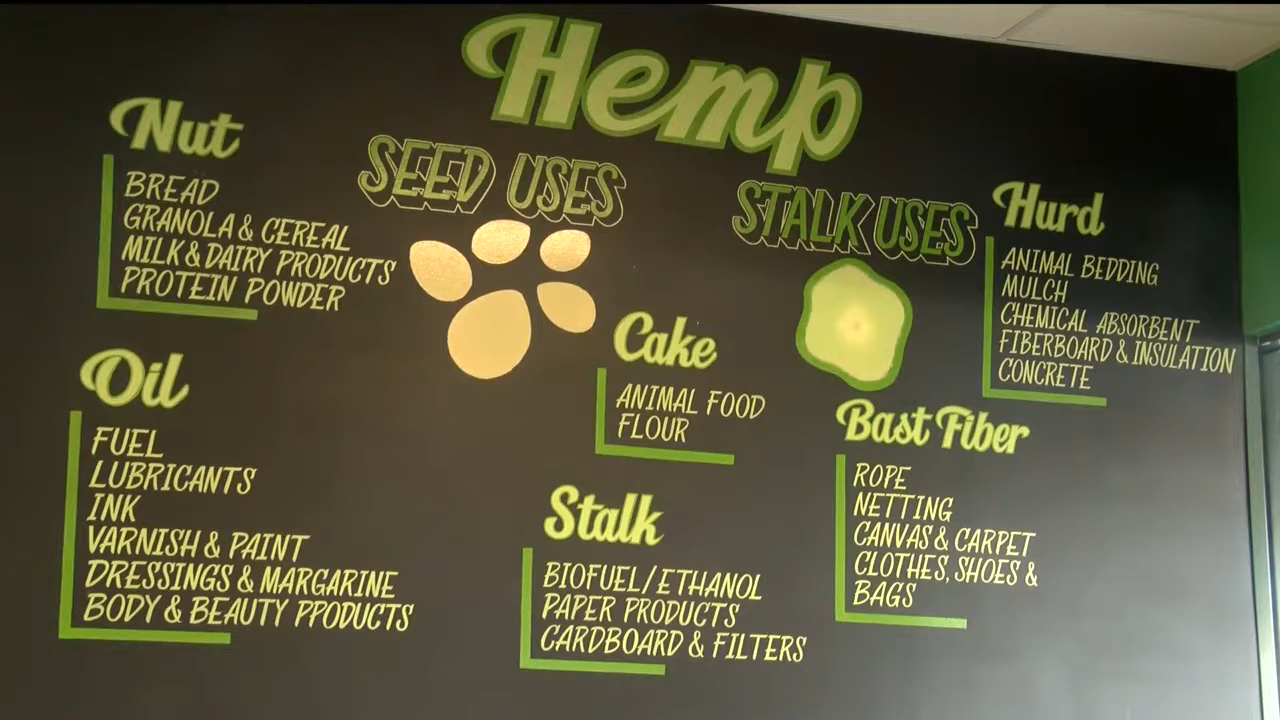 Hemp
SEED USES
STALK USES
Nut
BREAD
GRANOLA & CEREAL
MILK & DAIRY PRODUCTS
PROTEIN POWDER
Oil
FUEL
LUBRICANTS
INK
VARNISH & PAINT
DRESSINGS & MARGARINE
BODY & BEAUTY PPODUCTS
Cake
ANIMAL FOOD
FLOUR
Stalk
BIOFUEL/ETHANOL
PAPER PRODUCTS
CARDBOARD & FILTERS
Hurd
ANIMAL BEDDING
MULCH
CHEMICAL ABSORBENT
FIBERBOARD & INSULATION
CONCRETE
Bast Fiber
ROPE
NETTING
CANVAS & CARPET
CLOTHES, SHOES &
BAGS